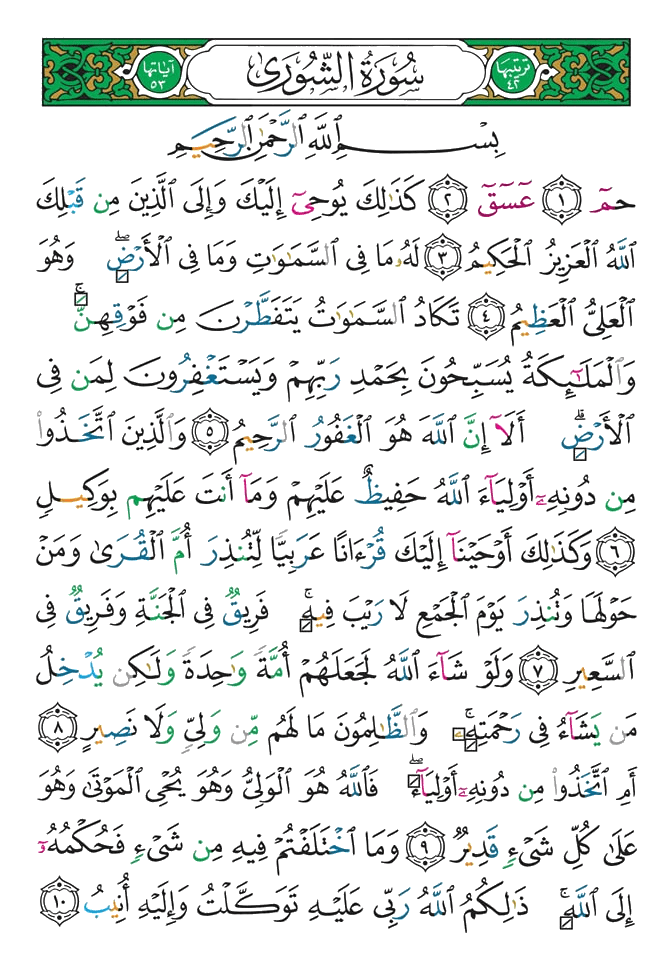 ترتيبها ٤٢ سُورَةُ الشُّورَىٰ آياتها ٥٣
بِسْمِ ٱللَّهِ ٱلرَّحْمَٰنِ ٱلرَّحِيمِ
حمٓ ١ عٓسٓقٓ ٢ كَذَٰلِكَ يُوحِىٓ إِلَيْكَ وَإِلَى ٱلَّذِينَ مِن قَبْلِكَ
ٱللَّهُ ٱلْعَزِيزُ ٱلْحَكِيمُ ٣ لَهُۥ مَا فِى ٱلسَّمَٰوَٰتِ وَمَا فِى ٱلْأَرْضِ ۖ وَهُوَ
ٱلْعَلِىُّ ٱلْعَظِيمُ ٤ تَكَادُ ٱلسَّمَٰوَٰتُ يَتَفَطَّرْنَ مِن فَوْقِهِنَّ ۚ
وَٱلْمَلَٰٓئِكَةُ يُسَبِّحُونَ بِحَمْدِ رَبِّهِمْ وَيَسْتَغْفِرُونَ لِمَن فِى
ٱلْأَرْضِ ۗ أَلَآ إِنَّ ٱللَّهَ هُوَ ٱلْغَفُورُ ٱلرَّحِيمُ ٥ وَٱلَّذِينَ ٱتَّخَذُوا۟
مِن دُونِهِۦٓ أَوْلِيَآءَ ٱللَّهُ حَفِيظٌ عَلَيْهِمْ وَمَآ أَنتَ عَلَيْهِم بِوَكِيلٍ
٦ وَكَذَٰلِكَ أَوْحَيْنَآ إِلَيْكَ قُرْءَانًا عَرَبِيًّا لِّتُنذِرَ أُمَّ ٱلْقُرَىٰ وَمَنْ
حَوْلَهَا وَتُنذِرَ يَوْمَ ٱلْجَمْعِ لَا رَيْبَ فِيهِ ۚ فَرِيقٌ فِى ٱلْجَنَّةِ وَفَرِيقٌ فِى
ٱلسَّعِيرِ ٧ وَلَوْ شَآءَ ٱللَّهُ لَجَعَلَهُمْ أُمَّةً وَٰحِدَةً وَلَٰكِن يُدْخِلُ
مَن يَشَآءُ فِى رَحْمَتِهِۦ ۚ وَٱلظَّٰلِمُونَ مَا لَهُم مِّن وَلِىٍّ وَلَا نَصِيرٍ ٨
أَمِ ٱتَّخَذُوا۟ مِن دُونِهِۦٓ أَوْلِيَآءَ ۖ فَٱللَّهُ هُوَ ٱلْوَلِىُّ وَهُوَ يُحْىِ ٱلْمَوْتَىٰ وَهُوَ
عَلَىٰ كُلِّ شَىْءٍ قَدِيرٌ ٩ وَمَا ٱخْتَلَفْتُمْ فِيهِ مِن شَىْءٍ فَحُكْمُهُۥٓ
إِلَى ٱللَّهِ ۚ ذَٰلِكُمُ ٱللَّهُ رَبِّى عَلَيْهِ تَوَكَّلْتُ وَإِلَيْهِ أُنِيبُ ١٠